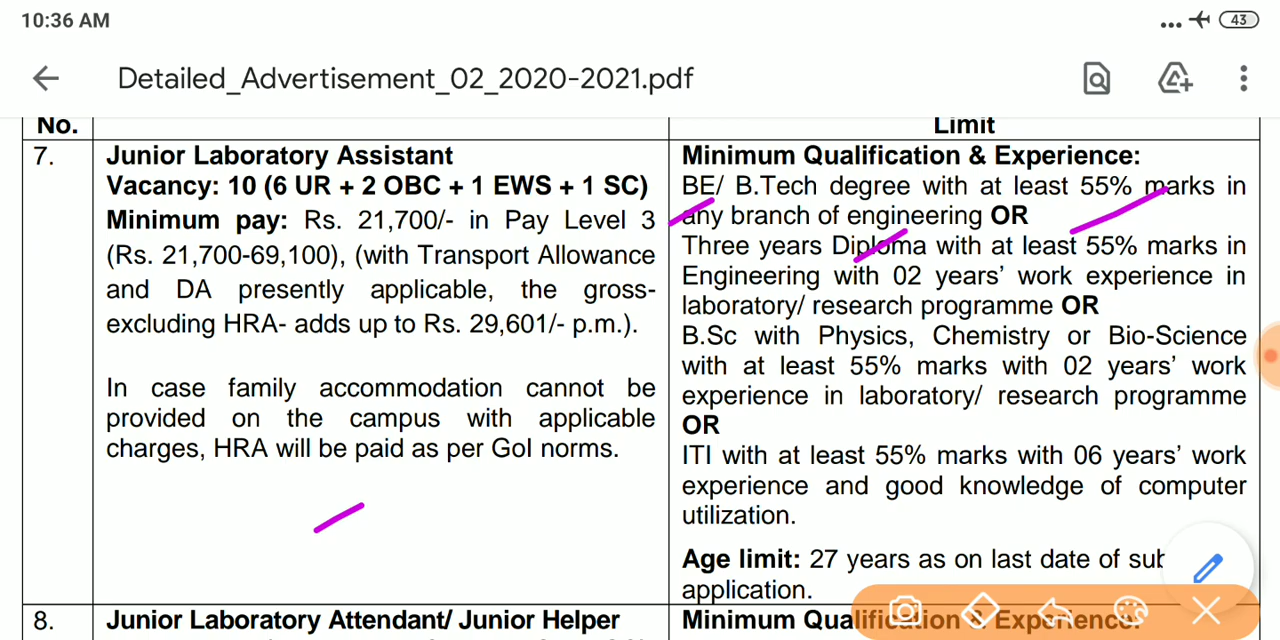 10:36 AM
43
Detailed_Advertisement_02_2020-2021.pdf
No.
Limit
7.
Junior Laboratory Assistant
Vacancy: 10 (6 UR + 2 OBC + 1 EWS + 1 SC)
Minimum pay: Rs. 21,700/- in Pay Level 3
(Rs. 21,700-69,100), (with Transport Allowance
and DA presently applicable, the gross-
excluding HRA- adds up to Rs. 29,601/- p.m.).
In case family accommodation cannot be
provided on the campus with applicable
charges, HRA will be paid as per GoI norms.
Minimum Qualification & Experience:
BE/ B.Tech degree with at least 55% marks in
any branch of engineering OR
Three years Diploma with at least 55% marks in
Engineering with 02 years' work experience in
laboratory/ research programme OR
B.Sc with Physics, Chemistry or Bio-Science
with at least 55% marks with 02 years' work
experience in laboratory/ research programme
OR
ITI with at least 55% marks with 06 years' work
experience and good knowledge of computer
utilization.
Age limit: 27 years as on last date of sub
application.
8.
Junior Laboratory Attendant/ Junior Helper
Minimum Qualification & Experience: